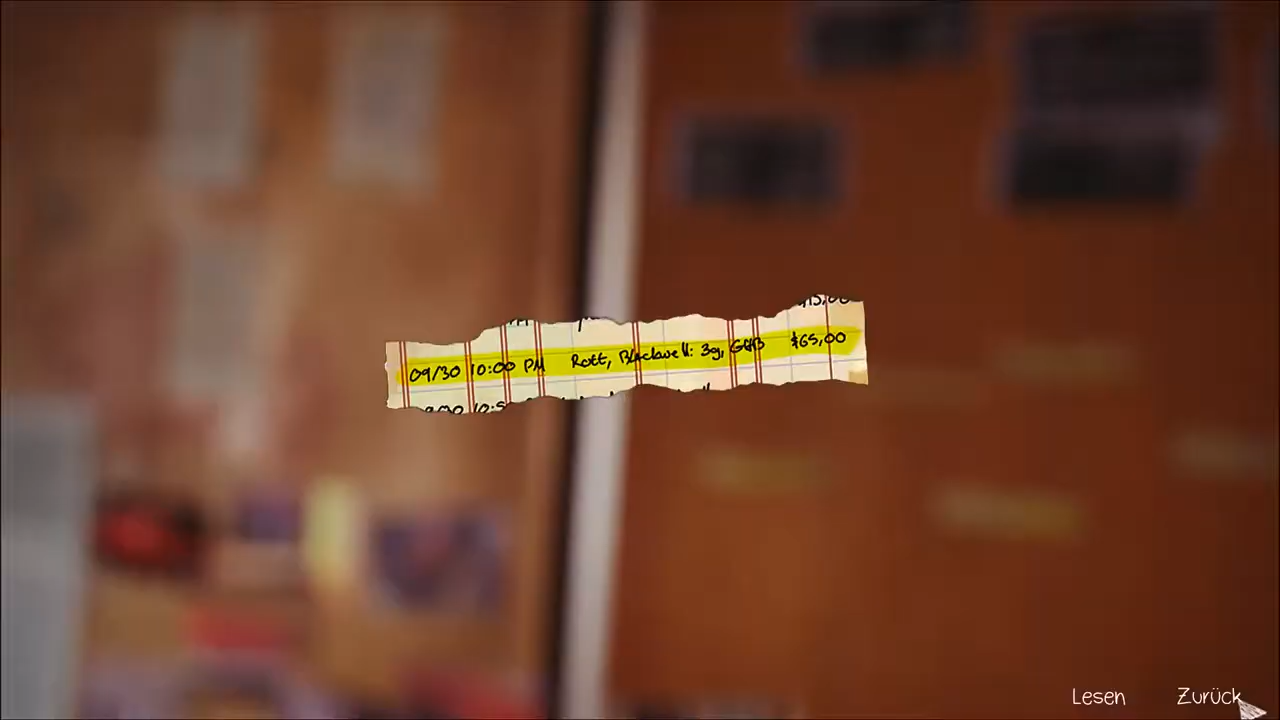 09/30 10:00 PM Rott, Blackwell: 3g, GHB $65,00
Lesen Zurück